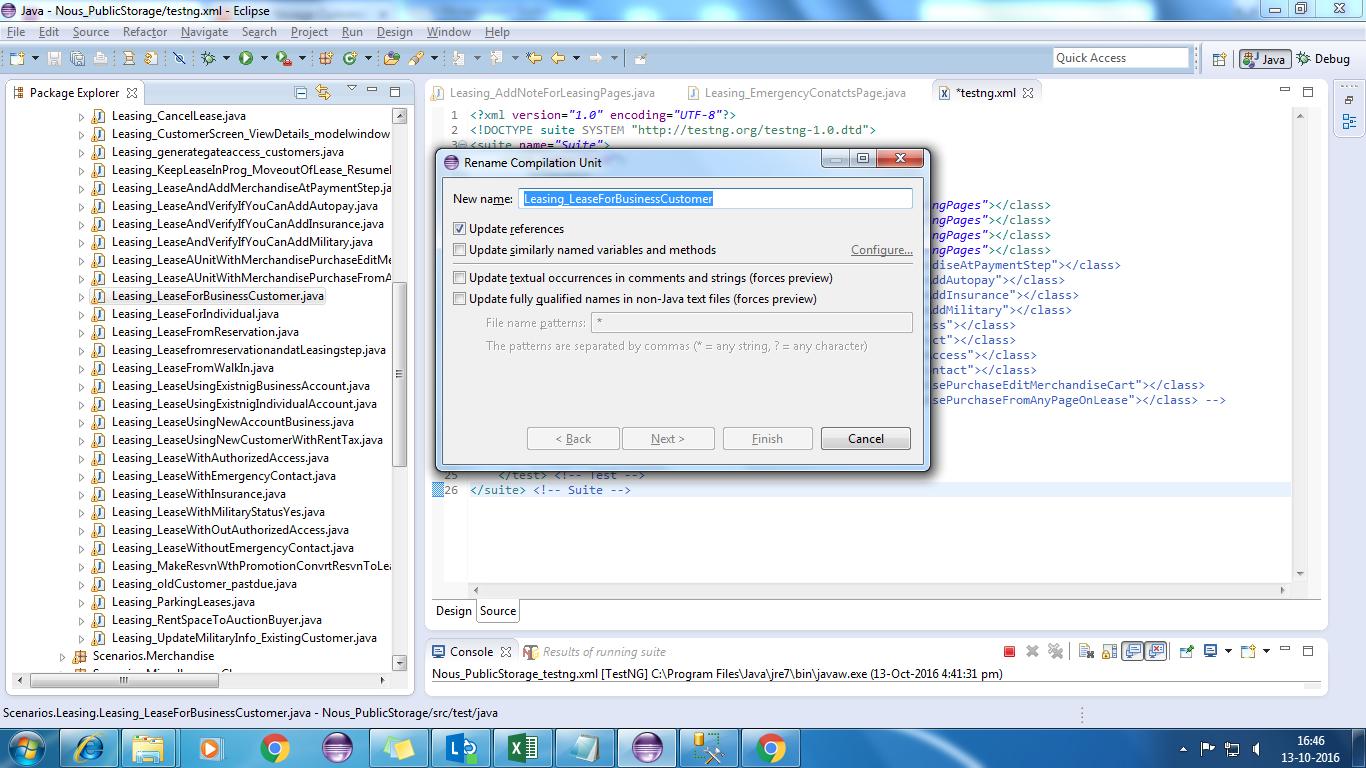 Java - Nous_PublicStorage/testng.xml - Eclipse
File Edit Source Refactor Navigate Search Project Run Design Window Help
Quick Access Java Debug
Package Explorer
Leasing_CancelLease.java
Leasing_CustomerScreen_ViewDetails_modelwindow
Leasing_generategateaccess_customers.java
Leasing_KeepLeaseInProg_MoveoutOfLease_Resumel
Leasing_LeaseAndAddMerchandiseAtPaymentStep.ja
Leasing_LeaseAndVerifyIfYouCanAddAutopay.java
Leasing_LeaseAndVerifyIfYouCanAddInsurance.java
Leasing_LeaseAndVerifyIfYouCanAddMilitary.java
Leasing_LeaseAUnitWithMerchandisePurchaseEditMe
Leasing_LeaseAUnitWithMerchandisePurchaseFromA
Leasing_LeaseForBusinessCustomer.java
Leasing_LeaseForIndividual.java
Leasing_LeaseFromReservation.java
Leasing_LeasefromreservationandatLeasingstep.java
Leasing_LeaseFromWalkIn.java
Leasing_LeaseUsingExistnigBusinessAccount.java
Leasing_LeaseUsingExistnigIndividualAccount.java
Leasing_LeaseUsingNewAccountBusiness.java
Leasing_LeaseUsingNewCustomerWithRentTax.java
Leasing_LeaseWithAuthorizedAccess.java
Leasing_LeaseWithEmergencyContact.java
Leasing_LeaseWithInsurance.java
Leasing_LeaseWithMilitaryStatusYes.java
Leasing_LeaseWithOutAuthorizedAccess.java
Leasing_LeaseWithoutEmergencyContact.java
Leasing_MakeResvnWthPromotionConvrtResvnToLea
Leasing_oldCustomer_pastdue.java
Leasing_ParkingLeases.java
Leasing_RentSpaceToAuctionBuyer.java
Leasing_UpdateMilitaryInfo_ExistingCustomer.java
Scenarios.Merchandise
Leasing_AddNoteForLeasingPages.java Leasing_EmergencyConatctsPage.java *testng.xml
1 <?xml version="1.0" encoding="UTF-8"?>
2 <!DOCTYPE suite SYSTEM "http://testng.org/testng-1.0.dtd">
3 <suite name="Suite">
Rename Compilation Unit
New name: Leasing_LeaseForBusinessCustomer
Update references
Update similarly named variables and methods Configure...
Update textual occurrences in comments and strings (forces preview)
Update fully qualified names in non-Java text files (forces preview)
File name patterns: *
The patterns are separated by commas (* = any string, ? = any character)
< Back Next > Finish Cancel
ngPages"></class>
ngPages"></class>
ngPages"></class>
ngPages"></class>
diseAtPaymentStep"></class>
dAutopay"></class>
dInsurance"></class>
dMilitary"></class>
ss"></class>
ct"></class>
ccess"></class>
ontact"></class>
sePurchaseEditMerchandiseCart"></class>
sePurchaseFromAnyPageOnLease"></class> -->
25 </test> <!-- Test -->
26 </suite> <!-- Suite -->
Design Source
Console Results of running suite
Nous_PublicStorage_testng.xml [TestNG] C:\Program Files\Java\jre7\bin\javaw.exe (13-Oct-2016 4:41:31 pm)
Scenarios.Leasing.Leasing_LeaseForBusinessCustomer.java - Nous_PublicStorage/src/test/java
16:46
13-10-2016